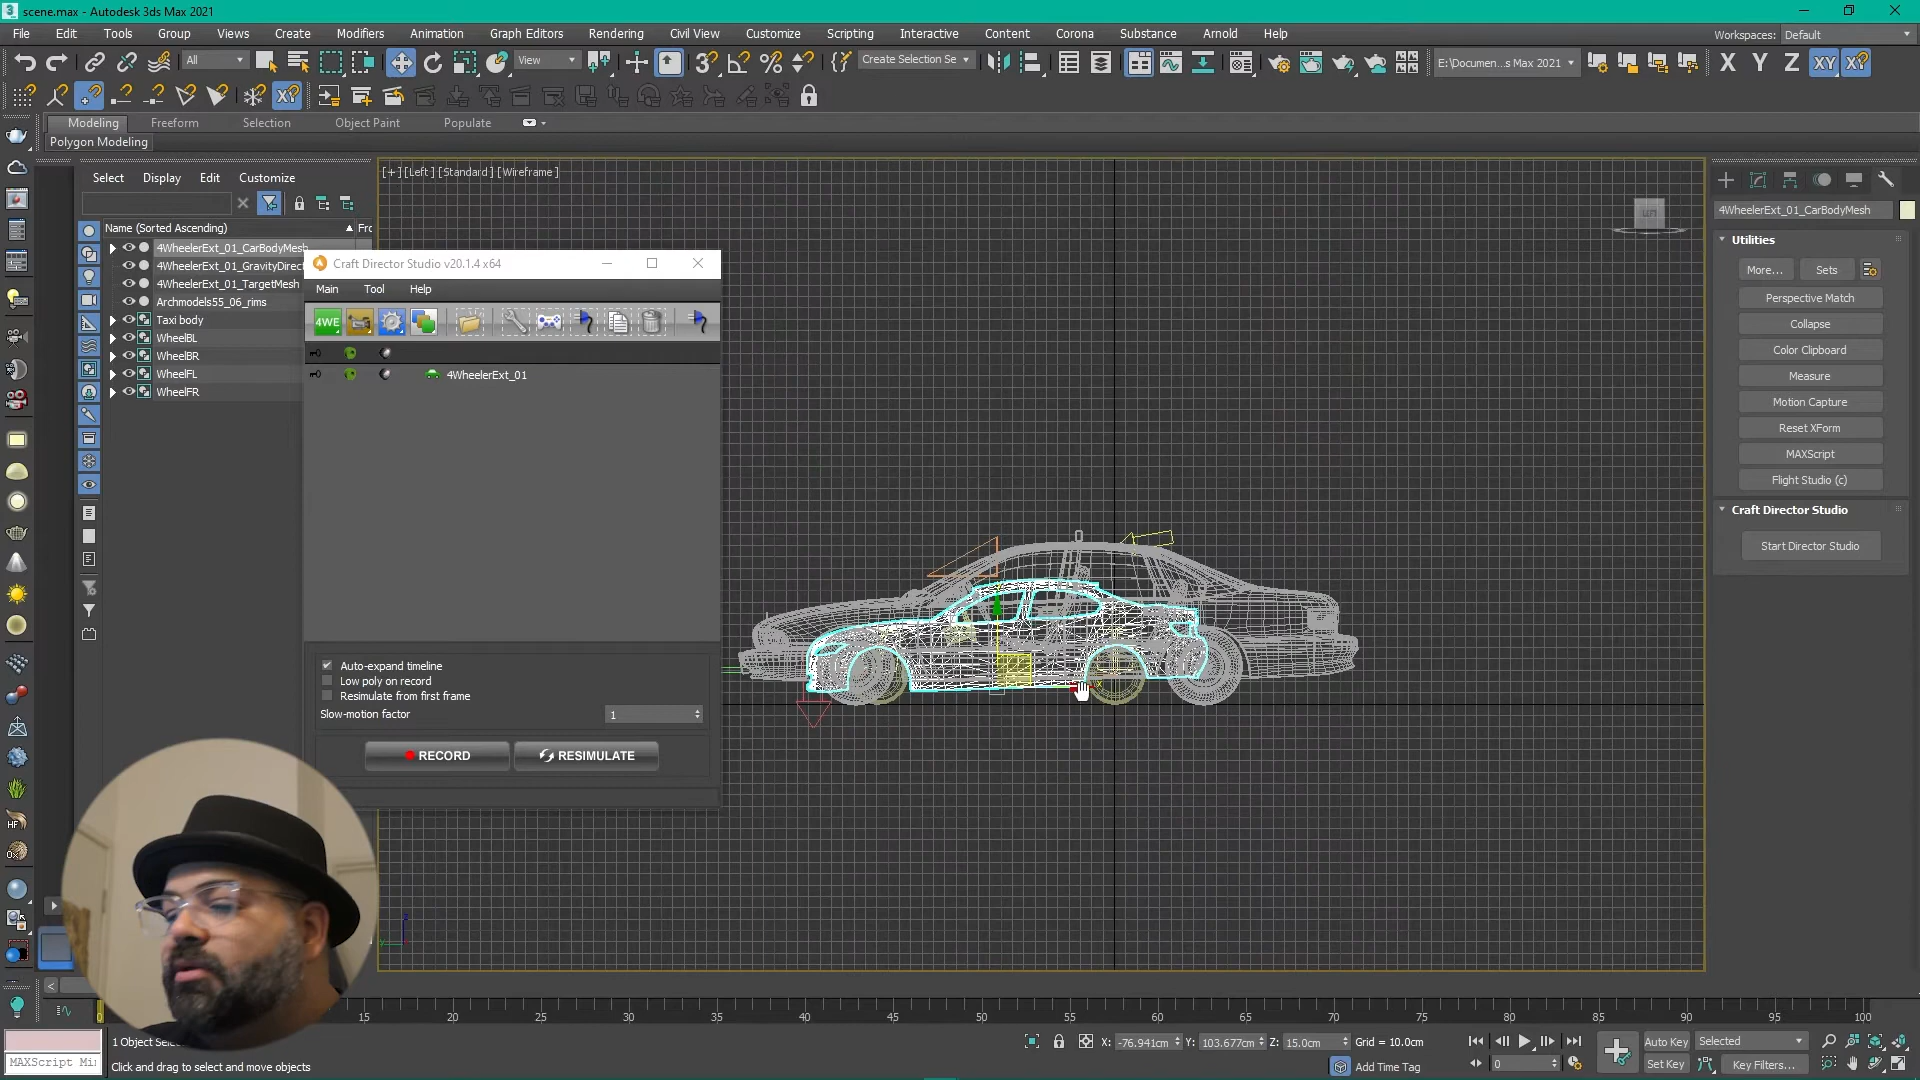 scene.max - Autodesk 3ds Max 2021
File Edit Tools Group Views Create Modifiers Animation Graph Editors Rendering Civil View Customize Scripting Interactive Content Corona Substance Arnold Help
Workspaces: Default
All
View
Create Selection Se
E:\Documen...s Max 2021
X Y Z XY XY
Modeling Freeform Selection Object Paint Populate
Polygon Modeling
Select Display Edit Customize
[+] [Left] [Standard] [Wireframe]
Name (Sorted Ascending)
Fro
4WheelerExt_01_CarBodyMesh
4WheelerExt_01_GravityDirect
4WheelerExt_01_TargetMesh
Archmodels55_06_rims
Taxi body
WheelBL
WheelBR
WheelFL
WheelFR
Craft Director Studio v20.1.4 x64
Main Tool Help
4WE
4WheelerExt_01
Auto-expand timeline
Low poly on record
Resimulate from first frame
Slow-motion factor
1
RECORD
RESIMULATE
4WheelerExt_01_CarBodyMesh
Utilities
More...
Sets
Perspective Match
Collapse
Color Clipboard
Measure
Motion Capture
Reset XForm
MAXScript
Flight Studio (c)
Craft Director Studio
Start Director Studio
15 20 25 30 35 40 45 50 55 60 65 70 75 80 85 90 95 100
1 Object Sele
X: -76.941cm Y: 103.677cm Z: 15.0cm
Grid = 10.0cm
Auto Key
Selected
MAXScript Mi
Click and drag to select and move objects
Add Time Tag
0
Set Key
Key Filters...